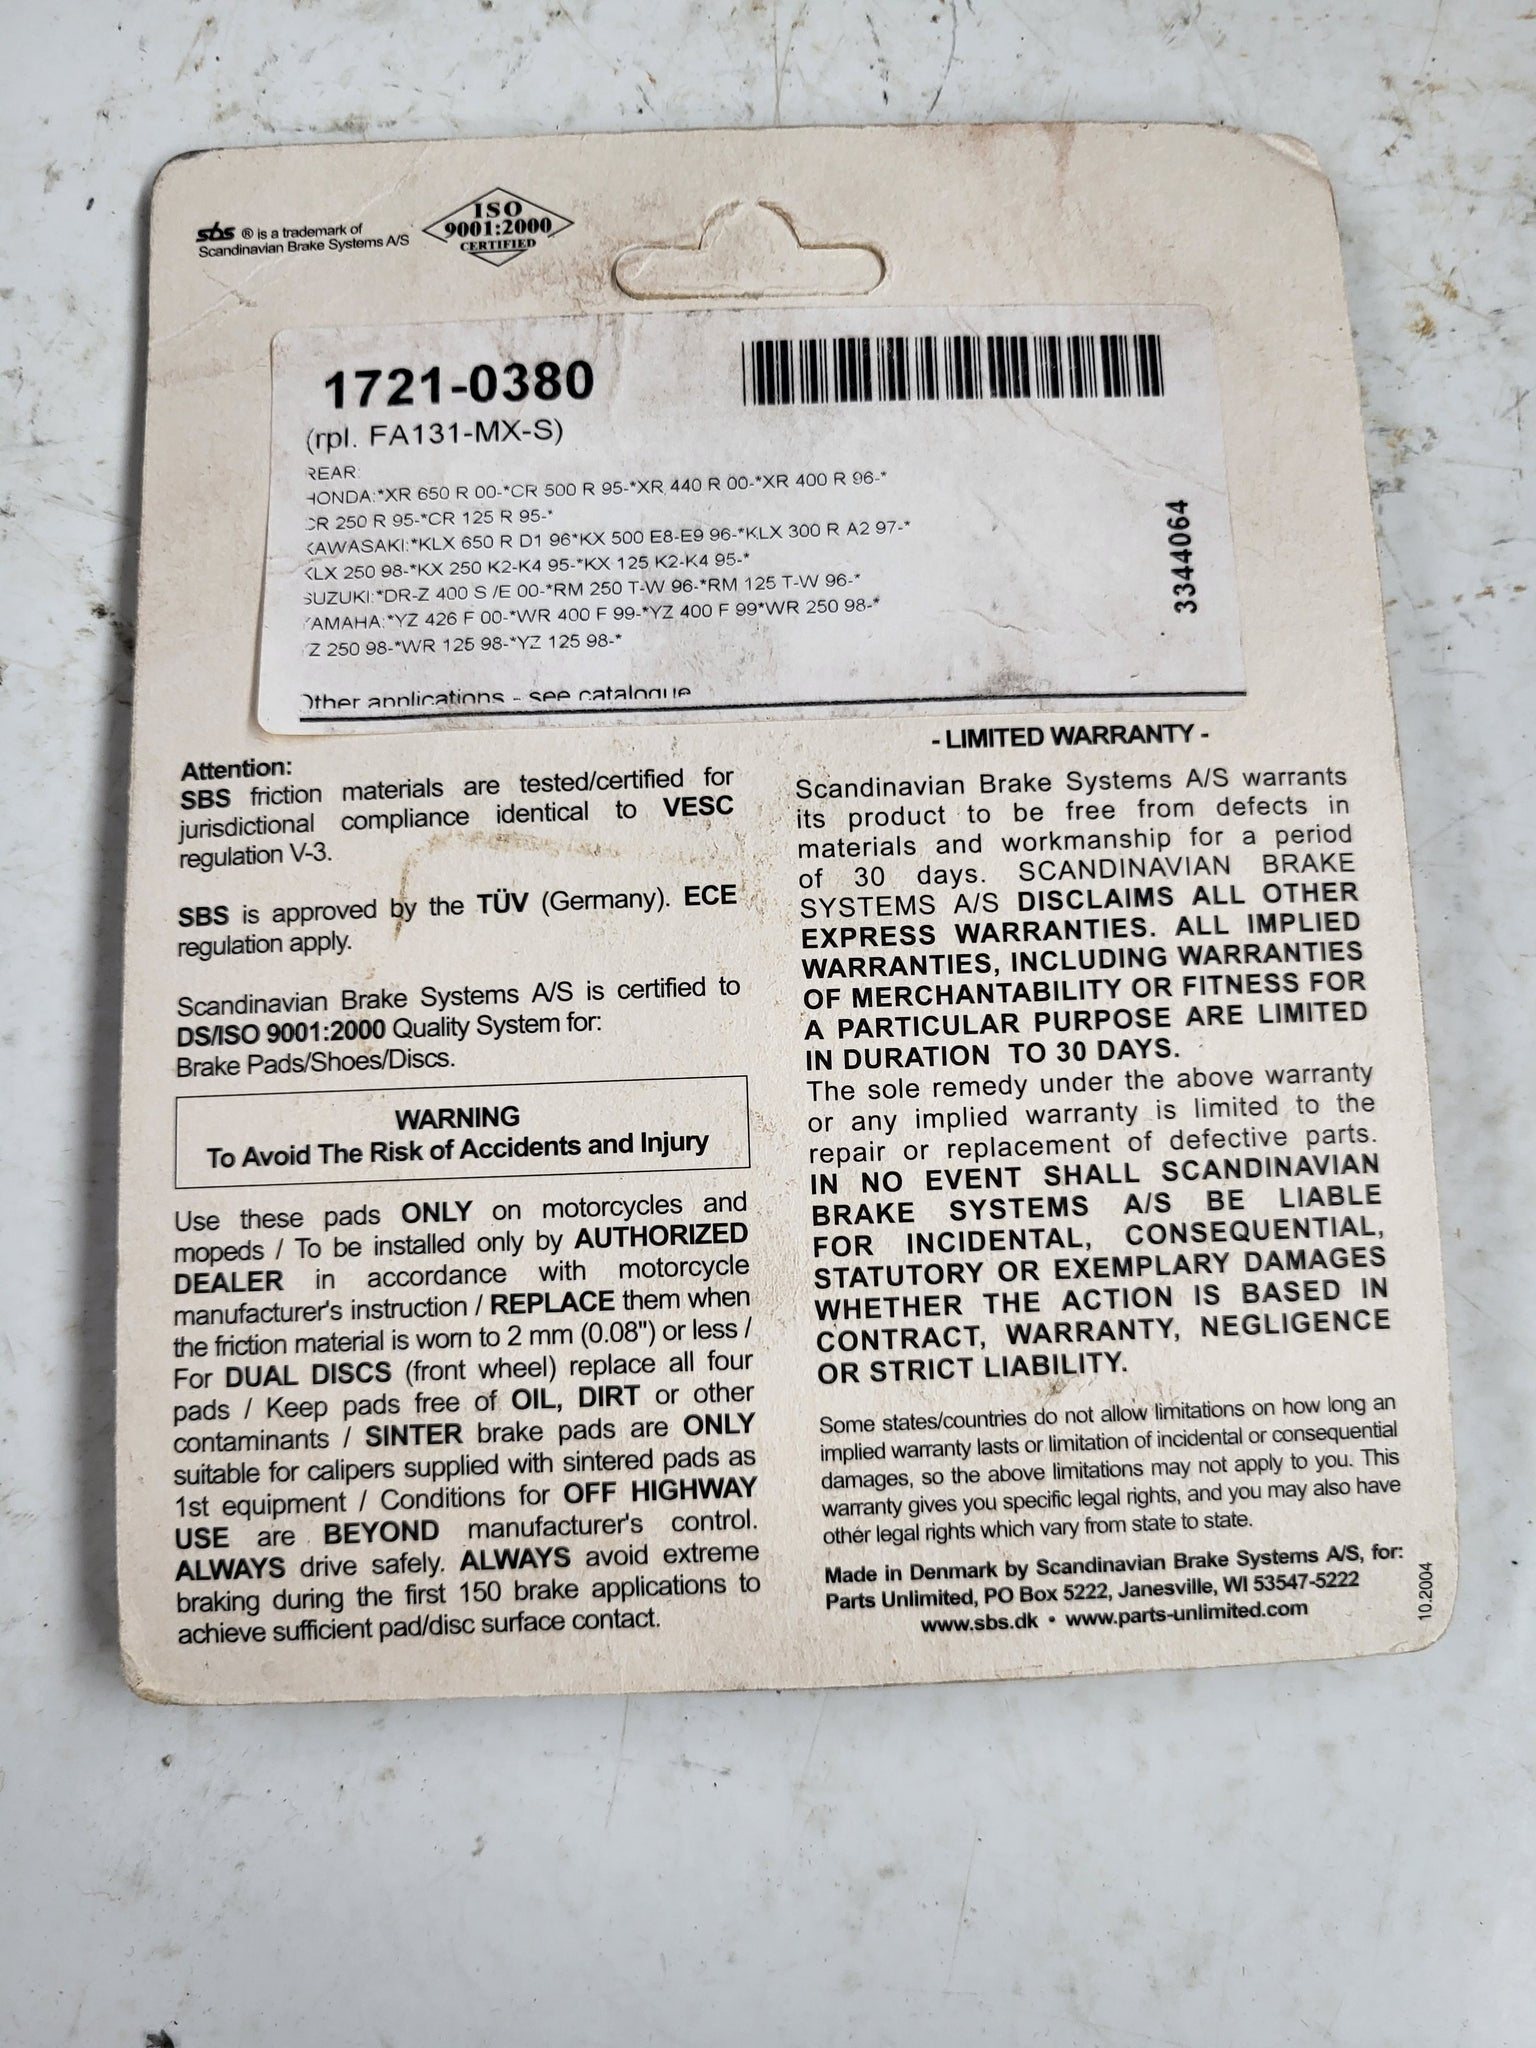 sbs ® is a trademark of
Scandinavian Brake Systems A/S
ISO
9001:2000
CERTIFIED
1721-0380
(rpl. FA131-MX-S)
REAR:
HONDA:*XR 650 R 00-*CR 500 R 95-*XR 440 R 00-*XR 400 R 96-*
CR 250 R 95-*CR 125 R 95-*
KAWASAKI:*KLX 650 R D1 96*KX 500 E8-E9 96-*KLX 300 R A2 97-*
KLX 250 98-*KX 250 K2-K4 95-*KX 125 K2-K4 95-*
SUZUKI:*DR-Z 400 S /E 00-*RM 250 T-W 96-*RM 125 T-W 96-*
YAMAHA:*YZ 426 F 00-*WR 400 F 99-*YZ 400 F 99*WR 250 98-*
YZ 250 98-*WR 125 98-*YZ 125 98-*
Other applications - see catalogue
3344064
Attention:
SBS friction materials are tested/certified for
jurisdictional compliance identical to VESC
regulation V-3.
SBS is approved by the TÜV (Germany). ECE
regulation apply.
Scandinavian Brake Systems A/S is certified to
DS/ISO 9001:2000 Quality System for:
Brake Pads/Shoes/Discs.
WARNING
To Avoid The Risk of Accidents and Injury
Use these pads ONLY on motorcycles and
mopeds / To be installed only by AUTHORIZED
DEALER in accordance with motorcycle
manufacturer's instruction / REPLACE them when
the friction material is worn to 2 mm (0.08") or less /
For DUAL DISCS (front wheel) replace all four
pads / Keep pads free of OIL, DIRT or other
contaminants / SINTER brake pads are ONLY
suitable for calipers supplied with sintered pads as
1st equipment / Conditions for OFF HIGHWAY
USE are BEYOND manufacturer's control.
ALWAYS drive safely. ALWAYS avoid extreme
braking during the first 150 brake applications to
achieve sufficient pad/disc surface contact.
- LIMITED WARRANTY -
Scandinavian Brake Systems A/S warrants
its product to be free from defects in
materials and workmanship for a period
of 30 days. SCANDINAVIAN BRAKE
SYSTEMS A/S DISCLAIMS ALL OTHER
EXPRESS WARRANTIES. ALL IMPLIED
WARRANTIES, INCLUDING WARRANTIES
OF MERCHANTABILITY OR FITNESS FOR
A PARTICULAR PURPOSE ARE LIMITED
IN DURATION TO 30 DAYS.
The sole remedy under the above warranty
or any implied warranty is limited to the
repair or replacement of defective parts.
IN NO EVENT SHALL SCANDINAVIAN
BRAKE SYSTEMS A/S BE LIABLE
FOR INCIDENTAL, CONSEQUENTIAL,
STATUTORY OR EXEMPLARY DAMAGES
WHETHER THE ACTION IS BASED IN
CONTRACT, WARRANTY, NEGLIGENCE
OR STRICT LIABILITY.
Some states/countries do not allow limitations on how long an
implied warranty lasts or limitation of incidental or consequential
damages, so the above limitations may not apply to you. This
warranty gives you specific legal rights, and you may also have
other legal rights which vary from state to state.
Made in Denmark by Scandinavian Brake Systems A/S, for:
Parts Unlimited, PO Box 5222, Janesville, WI 53547-5222
www.sbs.dk • www.parts-unlimited.com
10.2004